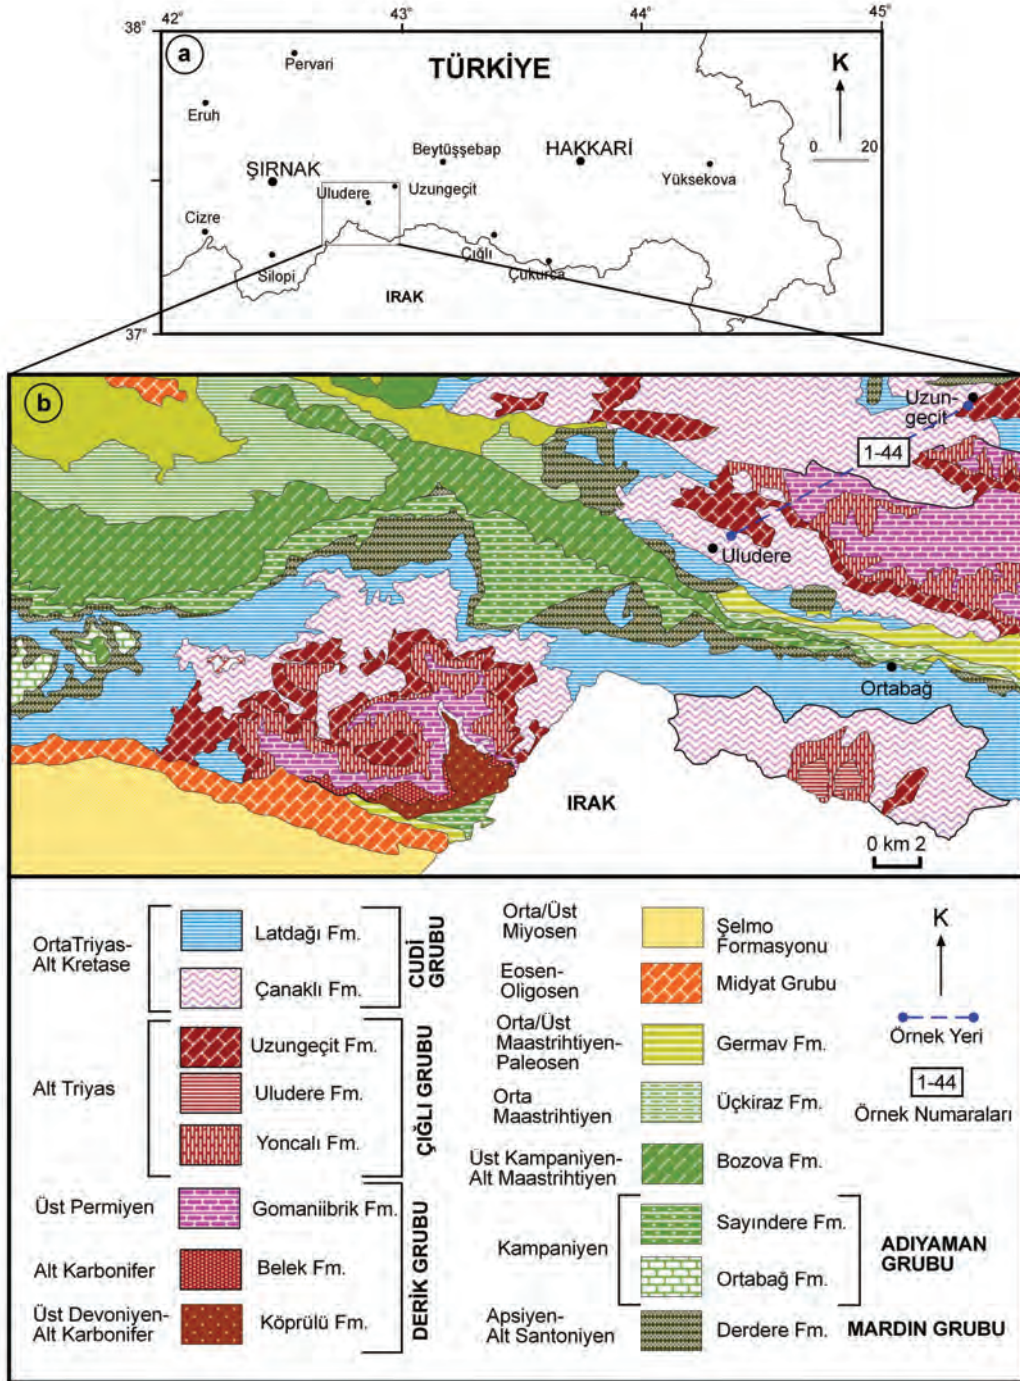 42°
43°
44°
45°
38°
a
TÜRKİYE
K
Pervari
Eruh
0 20
Beytüşşebap
HAKKARİ
ŞIRNAK
Uludere
Uzungeçit
Yüksekova
Cizre
Silopi
Çığlı
Çukurca
IRAK
37°
b
Uzun-
geçit
1-44
Uludere
Ortabağ
IRAK
0 km 2
OrtaTriyas-
Alt Kretase
Latdağı Fm.
Çanaklı Fm.
CUDİ
GRUBU
Alt Triyas
Uzungeçit Fm.
Uludere Fm.
Yoncalı Fm.
ÇIĞLI GRUBU
Üst Permiyen
Gomaniibrik Fm.
Alt Karbonifer
Belek Fm.
Üst Devoniyen-
Alt Karbonifer
Köprülü Fm.
DERİK GRUBU
Orta/Üst
Miyosen
Şelmo
Formasyonu
Eosen-
Oligosen
Midyat Grubu
Orta/Üst
Maastrihtiyen-
Paleosen
Germav Fm.
Orta
Maastrihtiyen
Üçkiraz Fm.
Üst Kampaniyen-
Alt Maastrihtiyen
Bozova Fm.
Kampaniyen
Sayındere Fm.
Ortabağ Fm.
ADIYAMAN
GRUBU
Apsiyen-
Alt Santoniyen
Derdere Fm.
MARDIN GRUBU
K
Örnek Yeri
1-44
Örnek Numaraları